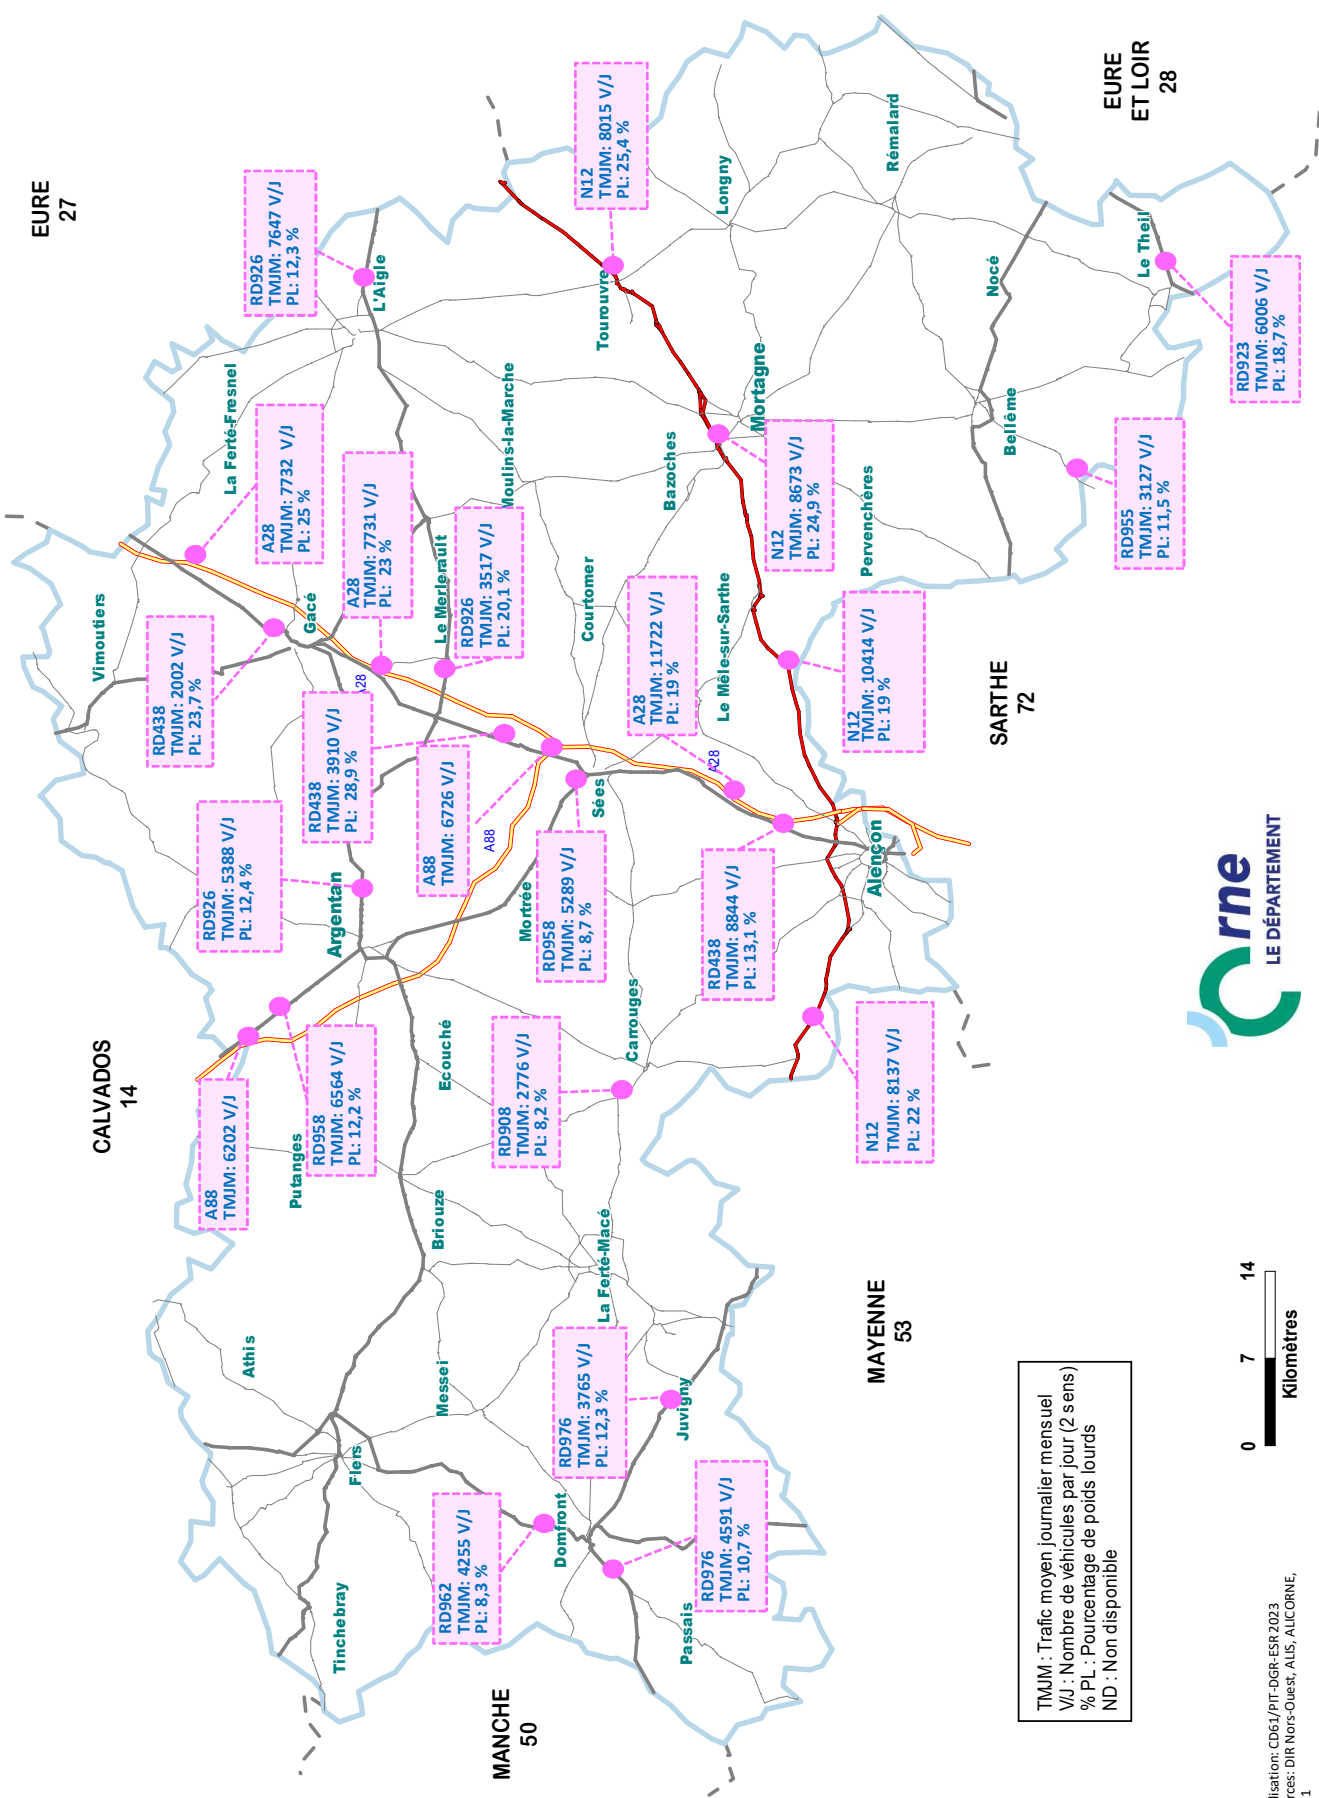 EURE
27
EURE
ET LOIR
28
CALVADOS
14
MANCHE
50
MAYENNE
53
SARTHE
72
RD926
TMJM: 7647 V/J
PL: 12,3 %
N12
TMJM: 8015 V/J
PL: 25,4 %
A28
TMJM: 7732 V/J
PL: 25 %
A28
TMJM: 7731 V/J
PL: 23 %
RD926
TMJM: 3517 V/J
PL: 20,1 %
RD438
TMJM: 2002 V/J
PL: 23,7 %
RD438
TMJM: 3910 V/J
PL: 28,9 %
A88
TMJM: 6726 V/J
RD926
TMJM: 5388 V/J
PL: 12,4 %
RD958
TMJM: 5289 V/J
PL: 8,7 %
A28
TMJM: 11722 V/J
PL: 19 %
N12
TMJM: 8673 V/J
PL: 24,9 %
N12
TMJM: 10414 V/J
PL: 19 %
RD955
TMJM: 3127 V/J
PL: 11,5 %
RD923
TMJM: 6006 V/J
PL: 18,7 %
RD438
TMJM: 8844 V/J
PL: 13,1 %
N12
TMJM: 8137 V/J
PL: 22 %
RD908
TMJM: 2776 V/J
PL: 8,2 %
RD958
TMJM: 6564 V/J
PL: 12,2 %
A88
TMJM: 6202 V/J
RD976
TMJM: 3765 V/J
PL: 12,3 %
RD962
TMJM: 4255 V/J
PL: 8,3 %
RD976
TMJM: 4591 V/J
PL: 10,7 %
Vimoutiers
La Ferté-Fresnel
L'Aigle
Gacé
Le Merlerault
Moulins-la-Marche
Tourouvre
Longny
Rémalard
Mortagne
Bazoches
Courtomer
Le Mêle-sur-Sarthe
Pervenchères
Bellême
Nocé
Le Theil
Argentan
Mortrée
Sées
Alençon
Carrouges
Ecouché
Putanges
Briouze
La Ferté-Macé
Athis
Messei
Flers
Tinchebray
Domfront
Juvigny
Passais
A28
A88
A28
TMJM : Trafic moyen journalier mensuel
V/J : Nombre de véhicules par jour (2 sens)
% PL : Pourcentage de poids lourds
ND : Non disponible
0 7 14
Kilomètres
Orne
LE DÉPARTEMENT
lisation: CD61/PIT-DGR-ESR 2023
rces: DIR Nors-Ouest, ALIS, ALICORNE,
1